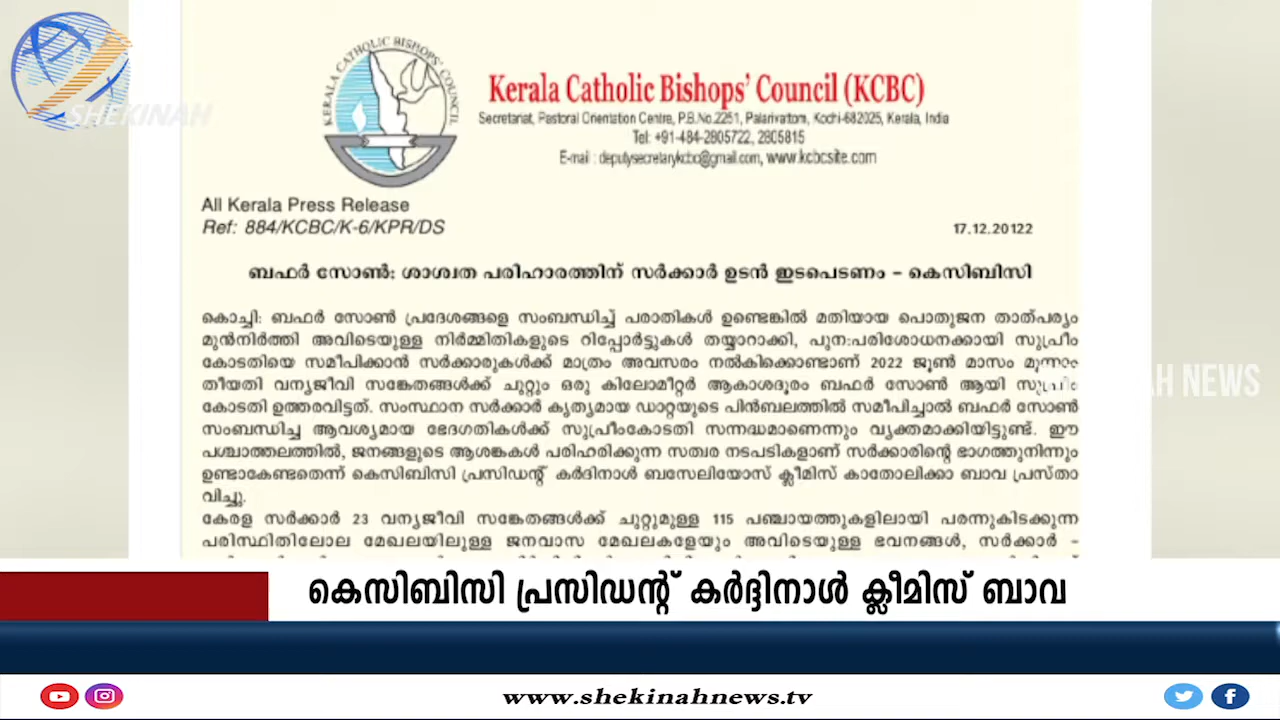 SHEKINAH
KERALA CATHOLIC BISHOPS' COUNCIL
Kerala Catholic Bishops' Council (KCBC)
Secretariat, Pastoral Orientation Centre, P.B.No.2251, Palarivattom, Kochi-682025, Kerala, India
Tel: +91-484-2805722, 2805815
E-mail : deputysecretarykcbc@gmail.com, www.kcbcsite.com
All Kerala Press Release
Ref: 884/KCBC/K-6/KPR/DS
17.12.20122
ബഫർ സോൺ: ശാശ്വത പരിഹാരത്തിന് സർക്കാർ ഉടൻ ഇടപെടണം – കെസിബിസി
കൊച്ചി: ബഫർ സോൺ പ്രദേശങ്ങളെ സംബന്ധിച്ച് പരാതികൾ ഉണ്ടെങ്കിൽ മതിയായ പൊതുജന താത്പര്യം
മുൻനിർത്തി അവിടെയുള്ള നിർമ്മിതികളുടെ റിപ്പോർട്ടുകൾ തയ്യാറാക്കി, പുന:പരിശോധനക്കായി സുപ്രീം
കോടതിയെ സമീപിക്കാൻ സർക്കാരുകൾക്ക് മാത്രം അവസരം നൽകിക്കൊണ്ടാണ് 2022 ജൂൺ മാസം മൂന്നാം
തീയതി വന്യജീവി സങ്കേതങ്ങൾക്ക് ചുറ്റും ഒരു കിലോമീറ്റർ ആകാശദൂരം ബഫർ സോൺ ആയി സുപ്രീം
കോടതി ഉത്തരവിട്ടത്. സംസ്ഥാന സർക്കാർ കൃത്യമായ ഡാറ്റയുടെ പിൻബലത്തിൽ സമീപിച്ചാൽ ബഫർ സോൺ
സംബന്ധിച്ച ആവശ്യമായ ഭേദഗതികൾക്ക് സുപ്രീംകോടതി സന്നദ്ധമാണെന്നും വ്യക്തമാക്കിയിട്ടുണ്ട്. ഈ
പശ്ചാത്തലത്തിൽ, ജനങ്ങളുടെ ആശങ്കകൾ പരിഹരിക്കുന്ന സത്വര നടപടികളാണ് സർക്കാരിന്റെ ഭാഗത്തുനിന്നും
ഉണ്ടാകേണ്ടതെന്ന് കെസിബിസി പ്രസിഡന്റ് കർദിനാൾ ബസേലിയോസ് ക്ലീമിസ് കാതോലിക്കാ ബാവ പ്രസ്താ
വിച്ചു.
കേരള സർക്കാർ 23 വന്യജീവി സങ്കേതങ്ങൾക്ക് ചുറ്റുമുള്ള 115 പഞ്ചായത്തുകളിലായി പരന്നുകിടക്കുന്ന
പരിസ്ഥിതിലോല മേഖലയിലുള്ള ജനവാസ മേഖലകളേയും അവിടെയുള്ള ഭവനങ്ങൾ, സർക്കാർ –
NEWS
കെസിബിസി പ്രസിഡന്റ് കർദ്ദിനാൾ ക്ലീമിസ് ബാവ
www.shekinahnews.tv